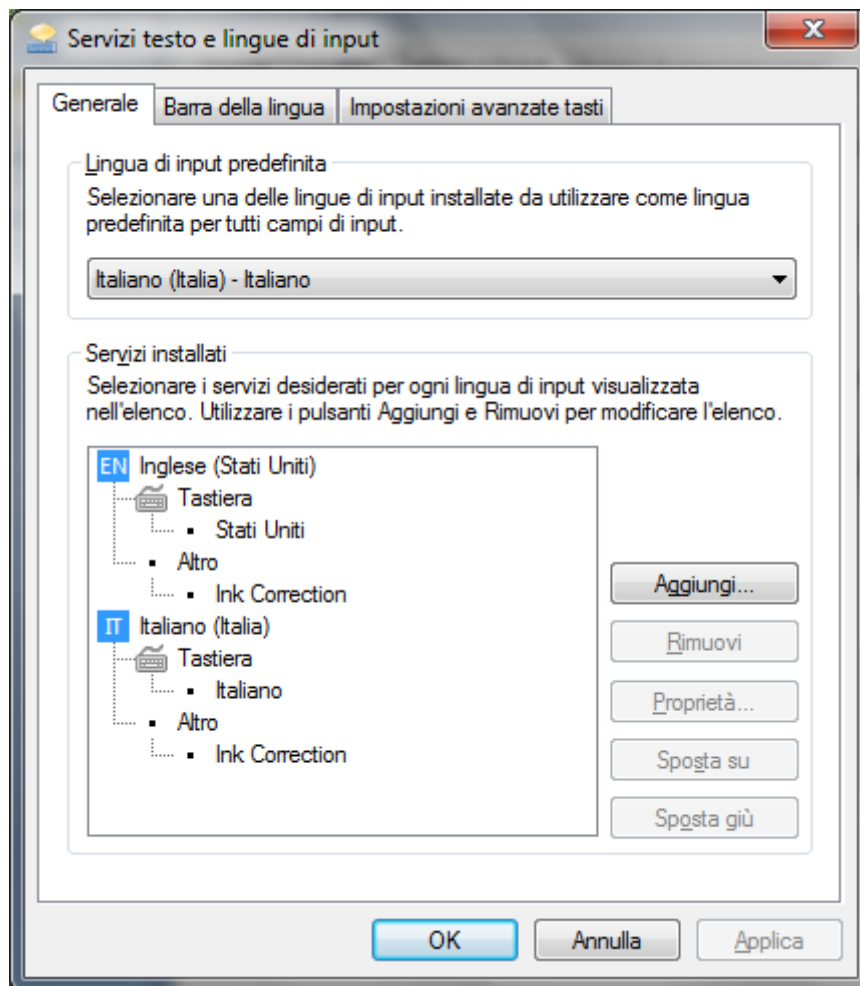 Servizi testo e lingue di input
Generale Barra della lingua Impostazioni avanzate tasti
Lingua di input predefinita
Selezionare una delle lingue di input installate da utilizzare come lingua
predefinita per tutti campi di input.
Italiano (Italia) - Italiano
Servizi installati
Selezionare i servizi desiderati per ogni lingua di input visualizzata
nell'elenco. Utilizzare i pulsanti Aggiungi e Rimuovi per modificare l'elenco.
EN Inglese (Stati Uniti)
Tastiera
Stati Uniti
Altro
Ink Correction
IT Italiano (Italia)
Tastiera
Italiano
Altro
Ink Correction
Aggiungi...
Rimuovi
Proprietà...
Sposta su
Sposta giù
OK Annulla Applica